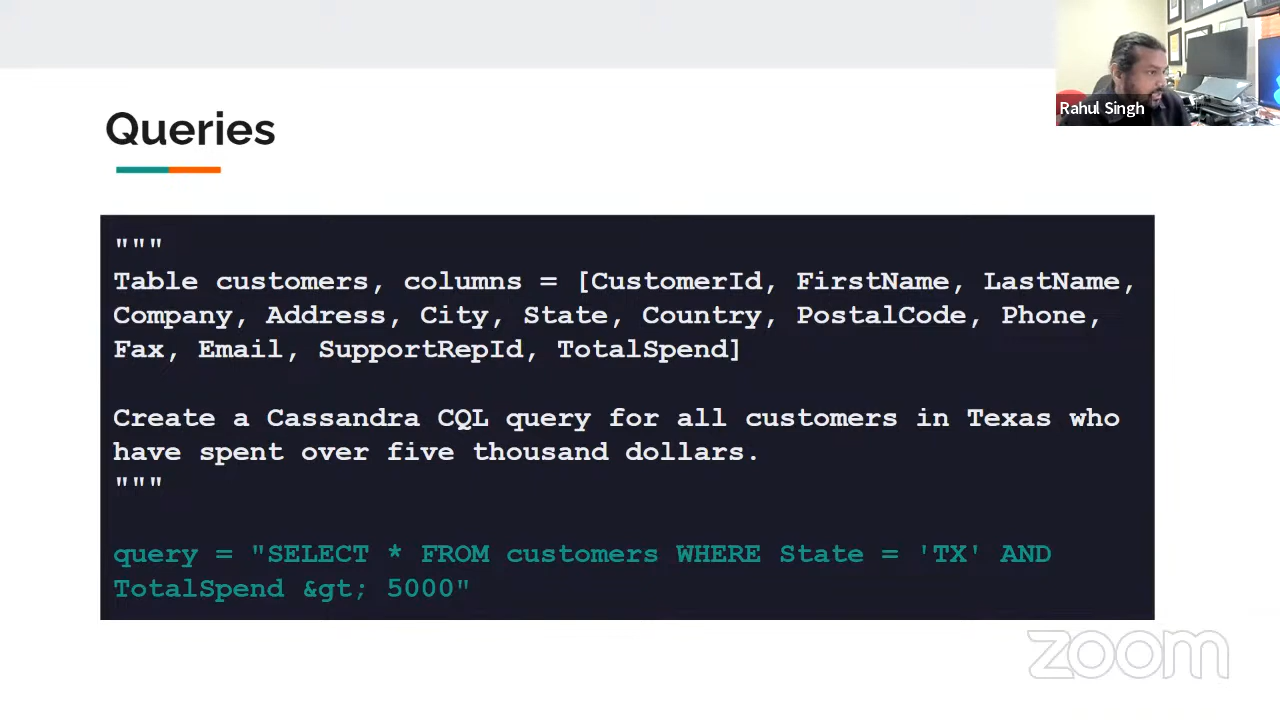 Rahul Singh
Queries
"""
Table customers, columns = [CustomerId, FirstName, LastName,
Company, Address, City, State, Country, PostalCode, Phone,
Fax, Email, SupportRepId, TotalSpend]
Create a Cassandra CQL query for all customers in Texas who
have spent over five thousand dollars.
"""
query = "SELECT * FROM customers WHERE State = 'TX' AND
TotalSpend &gt; 5000"
zoom